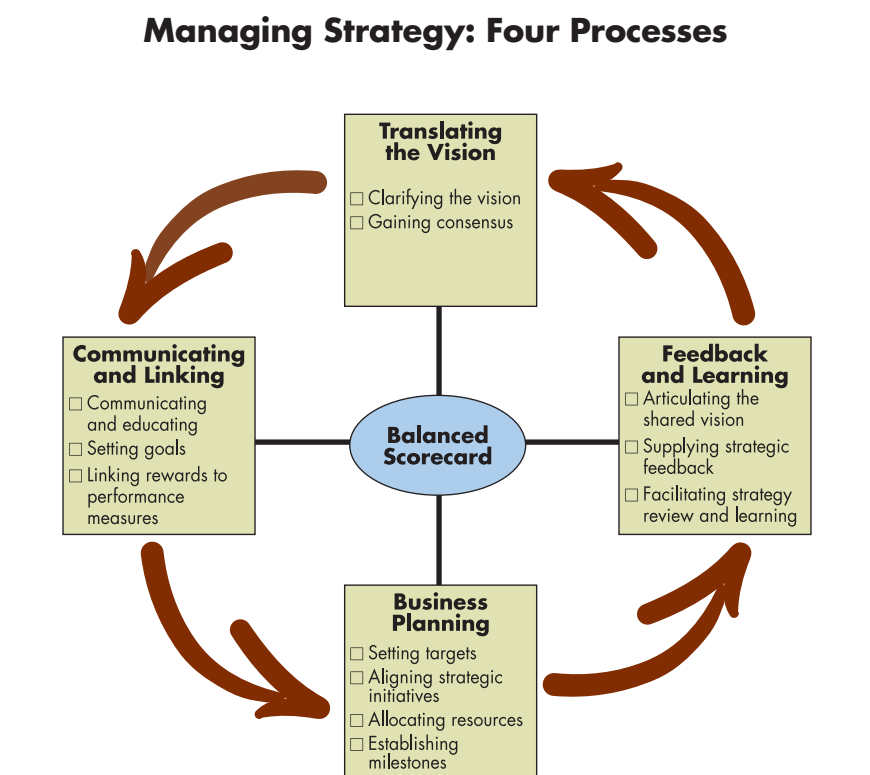 Managing Strategy: Four Processes
Translating
the Vision
☐ Clarifying the vision
☐ Gaining consensus
Communicating
and Linking
☐ Communicating
and educating
☐ Setting goals
☐ Linking rewards to
performance
measures
Balanced
Scorecard
Feedback
and Learning
☐ Articulating the
shared vision
☐ Supplying strategic
feedback
☐ Facilitating strategy
review and learning
Business
Planning
☐ Setting targets
☐ Aligning strategic
initiatives
☐ Allocating resources
☐ Establishing
milestones